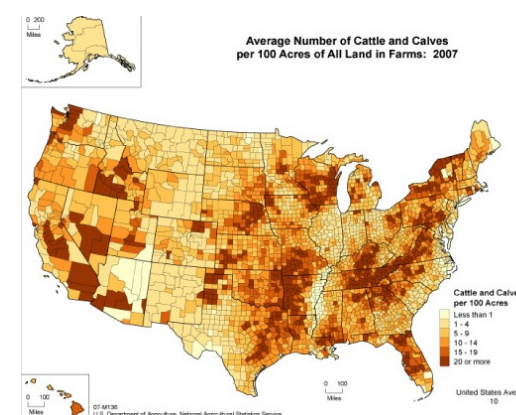 0 200
Miles
Average Number of Cattle and Calves
per 100 Acres of All Land in Farms: 2007
Cattle and Calve
per 100 Acres
Less than 1
1 - 4
5 - 9
10 - 14
15 - 19
20 or more
United States Ave
10
0 100
Miles
0 100
Miles
07-M136
U.S. Department of Agriculture, National Agricultural Statistics Service